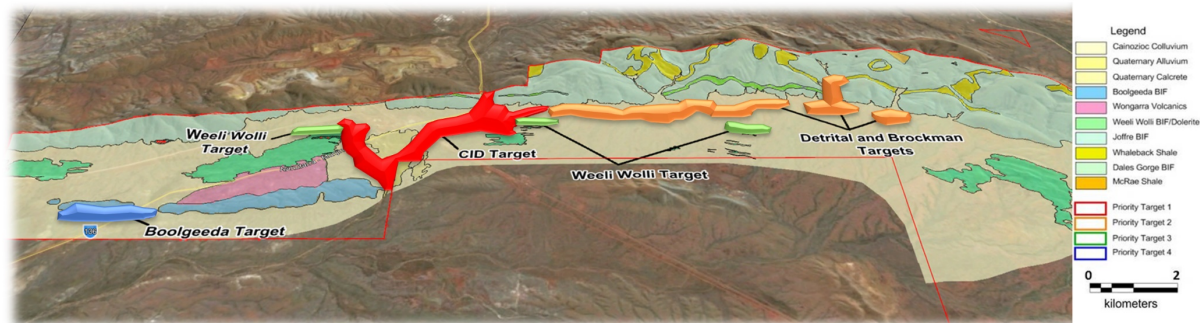 Weeli Wolli
Target
CID Target
Weeli Wolli Target
Detrital and Brockman
Targets
Boolgeeda Target
Legend
Cainozoic Colluvium
Quaternary Alluvium
Quaternary Calcrete
Boolgeeda BIF
Wongarra Volcanics
Weeli Wolli BIF/Dolerite
Joffre BIF
Whaleback Shale
Dales Gorge BIF
McRae Shale
Priority Target 1
Priority Target 2
Priority Target 3
Priority Target 4
0 2
kilometers